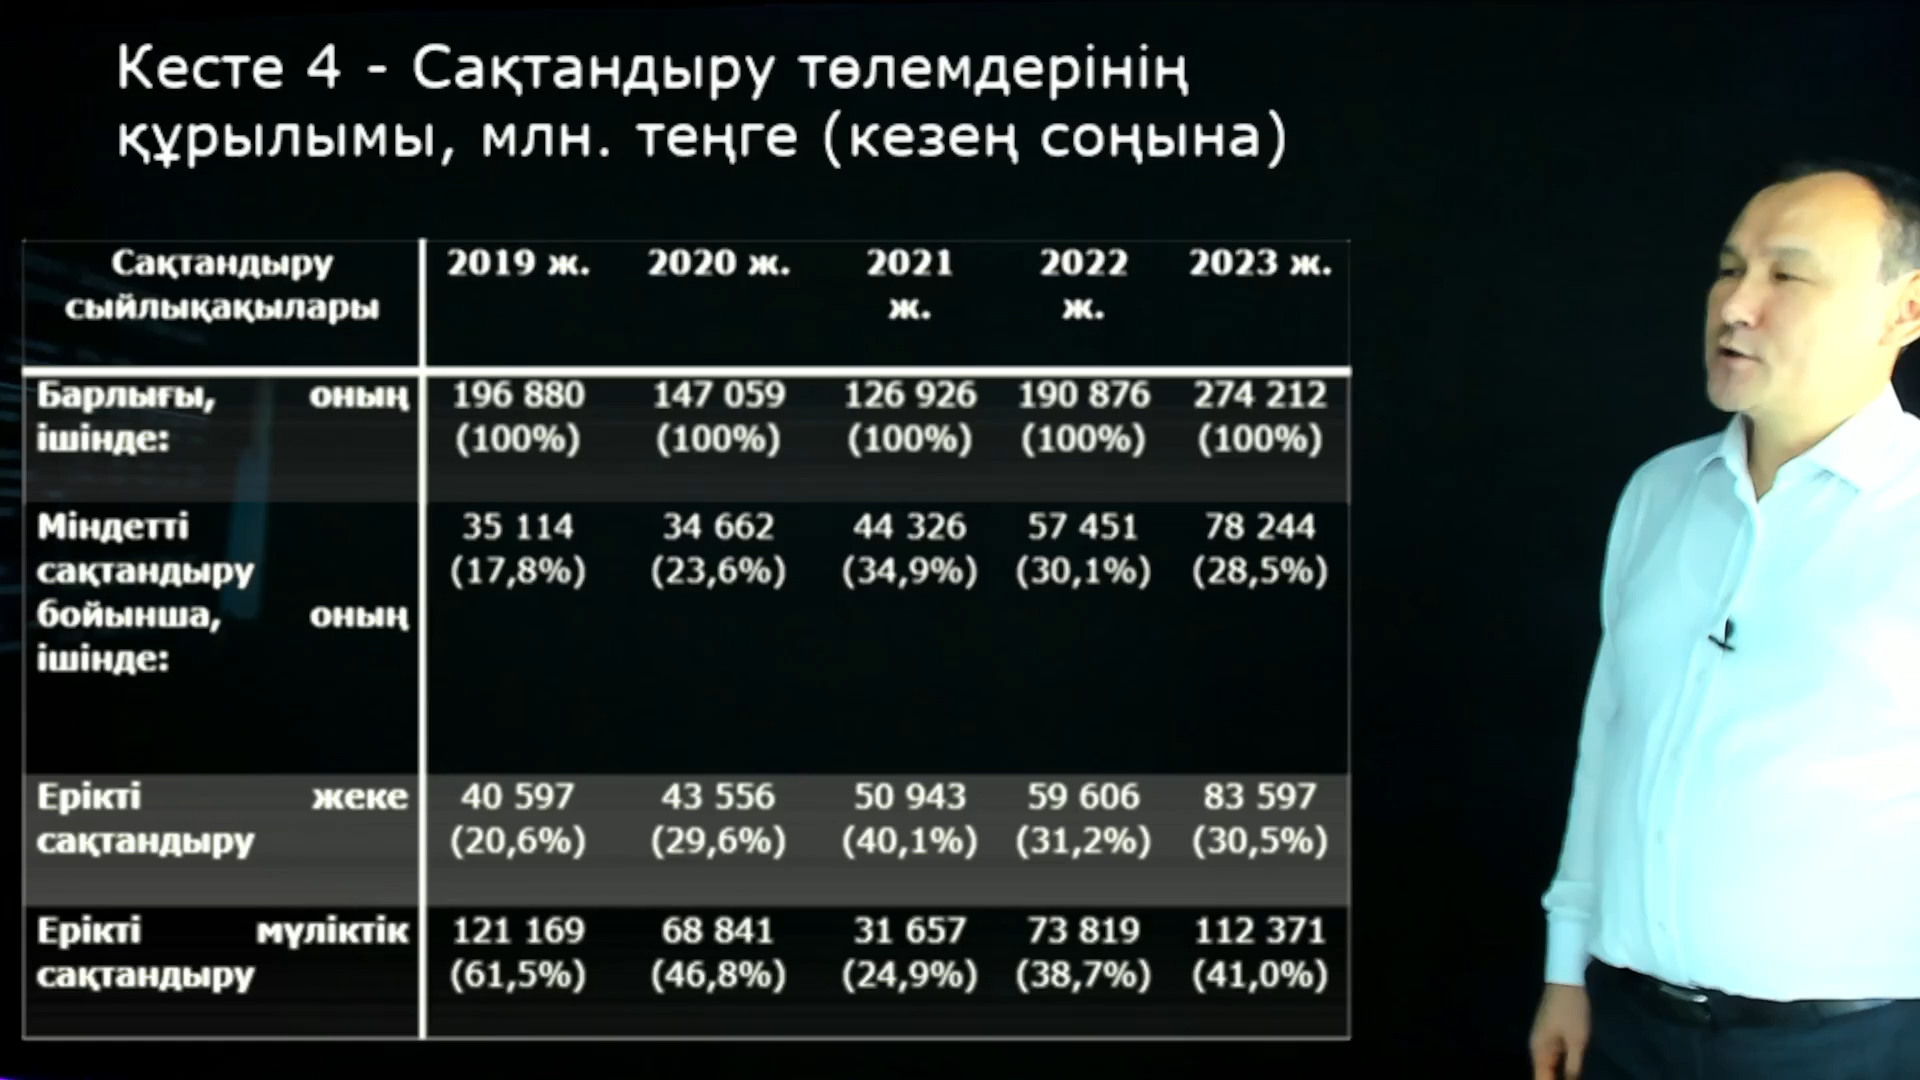 Кесте 4 - Сақтандыру төлемдерінің
құрылымы, млн. теңге (кезең соңына)
Сақтандыру
сыйлықақылары
2019 ж.
2020 ж.
2021
ж.
2022
ж.
2023 ж.
Барлығы, оның
ішінде:
196 880
(100%)
147 059
(100%)
126 926
(100%)
190 876
(100%)
274 212
(100%)
Міндетті
сақтандыру
бойынша, оның
ішінде:
35 114
(17,8%)
34 662
(23,6%)
44 326
(34,9%)
57 451
(30,1%)
78 244
(28,5%)
Ерікті жеке
сақтандыру
40 597
(20,6%)
43 556
(29,6%)
50 943
(40,1%)
59 606
(31,2%)
83 597
(30,5%)
Ерікті мүліктік
сақтандыру
121 169
(61,5%)
68 841
(46,8%)
31 657
(24,9%)
73 819
(38,7%)
112 371
(41,0%)